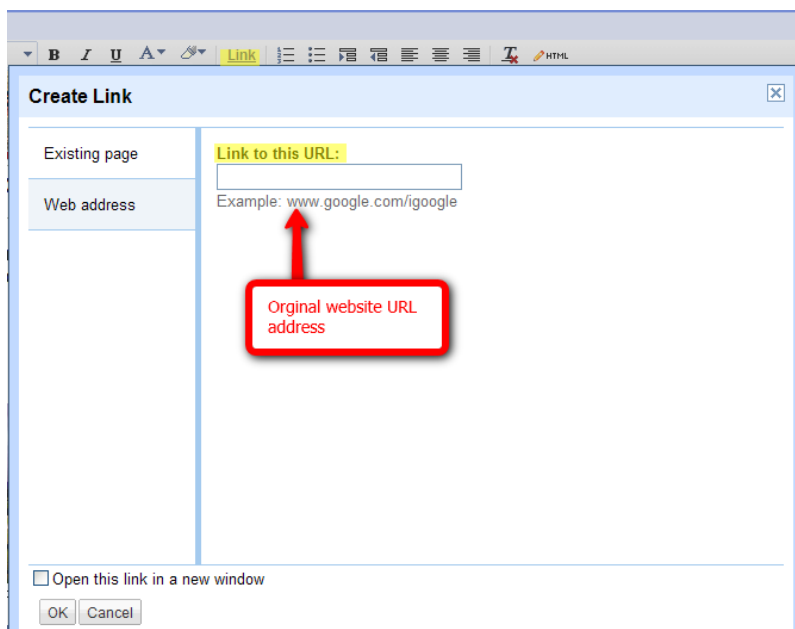 B I U A Link HTML
Create Link
Existing page
Web address
Link to this URL:
Example: www.google.com/igoogle
Orginal website URL
address
Open this link in a new window
OK Cancel